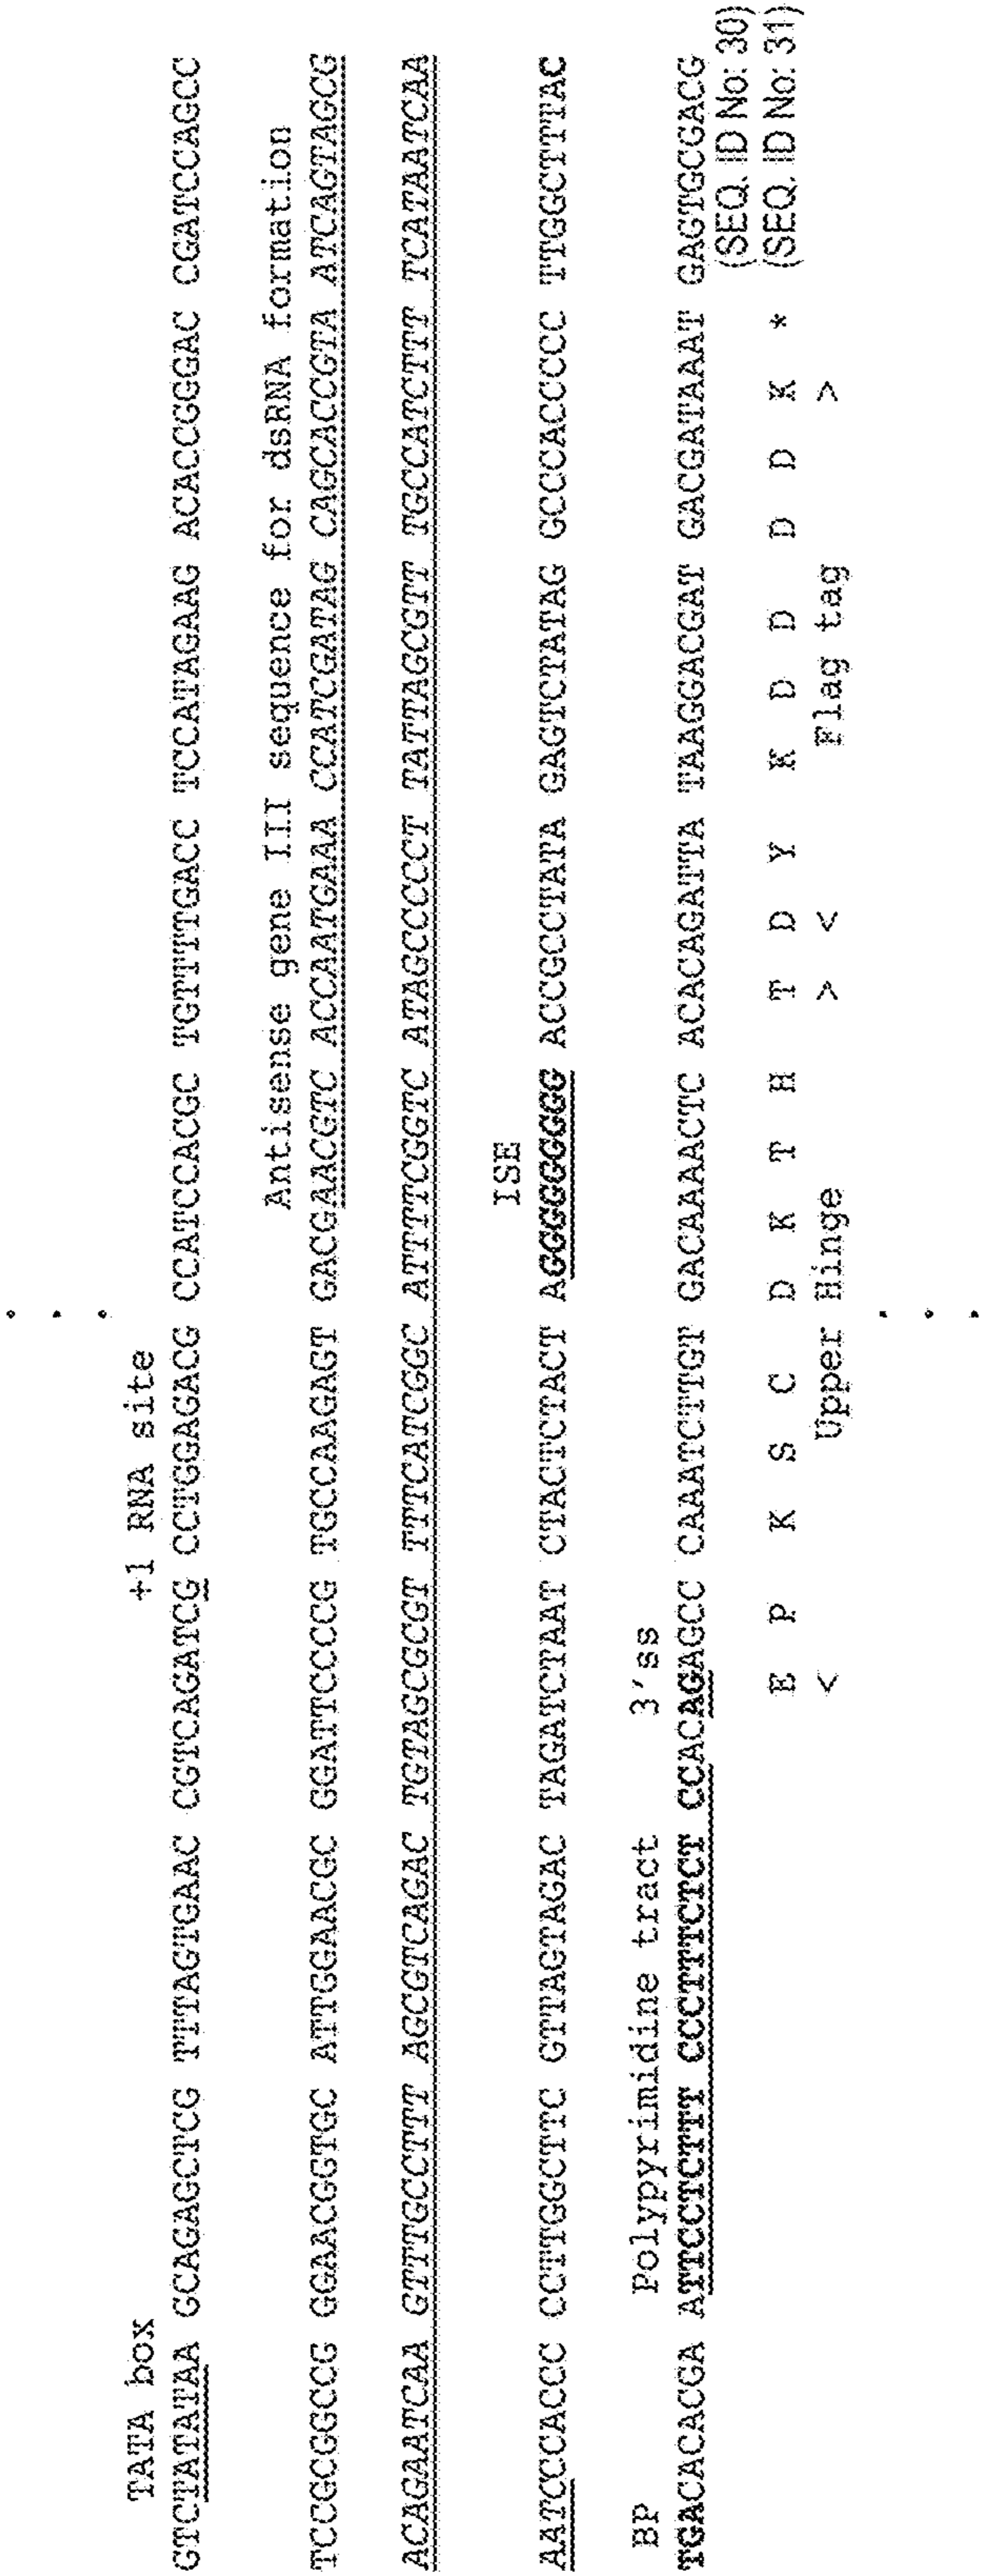 TATA box +1 RNA site
GTCTATATAA GCAGAGCTCG TTTAGTGAAC CGTCAGATCG CCTGGAGACG CCATCCACGC TGTTTTGACC TCCATAGAAG ACACCGGGAC CGATCCAGCC
Antisense gene III sequence for dsRNA formation
TCCGCGGCCG GGAACGGTGC ATTGGAACGC GGATTCCCCG TGCCAAGAGT GACGAACGTC ACCAATGAAA CCATCGATAG CAGCACCGTA ATCAGTAGCG
ACAGAATCAA GTTTGCCTTT AGCGTCAGAC TGTAGCGCGT TTTCATCGGC ATTTTCGGTC ATAGCCCCCT TATTAGCGTT TGCCATCTTT TCATAATCAA
ISE
AATCCCACCC CCTTGGCTTC GTTAGTAGAC TAGATCTAAT CTACTCTACT AGGGGGGGGG ACCGCCTATA GAGTCTATAG GCCCACCCCC TTGGCTTTAC
BP Polypyrimidine tract 3'ss
TGACACACGA ATTCCTCTTT CCCTTTCTCT CCACAGAGCC CAAATCTTGT GACAAAACTC ACACAGATTA TAAGGACGAT GACGATAAAT GAGTGCGACG
(SEQ. ID No: 30)
E P K S C D K T H T D Y K D D D D K * (SEQ. ID No: 31)
< Upper Hinge > < Flag tag >